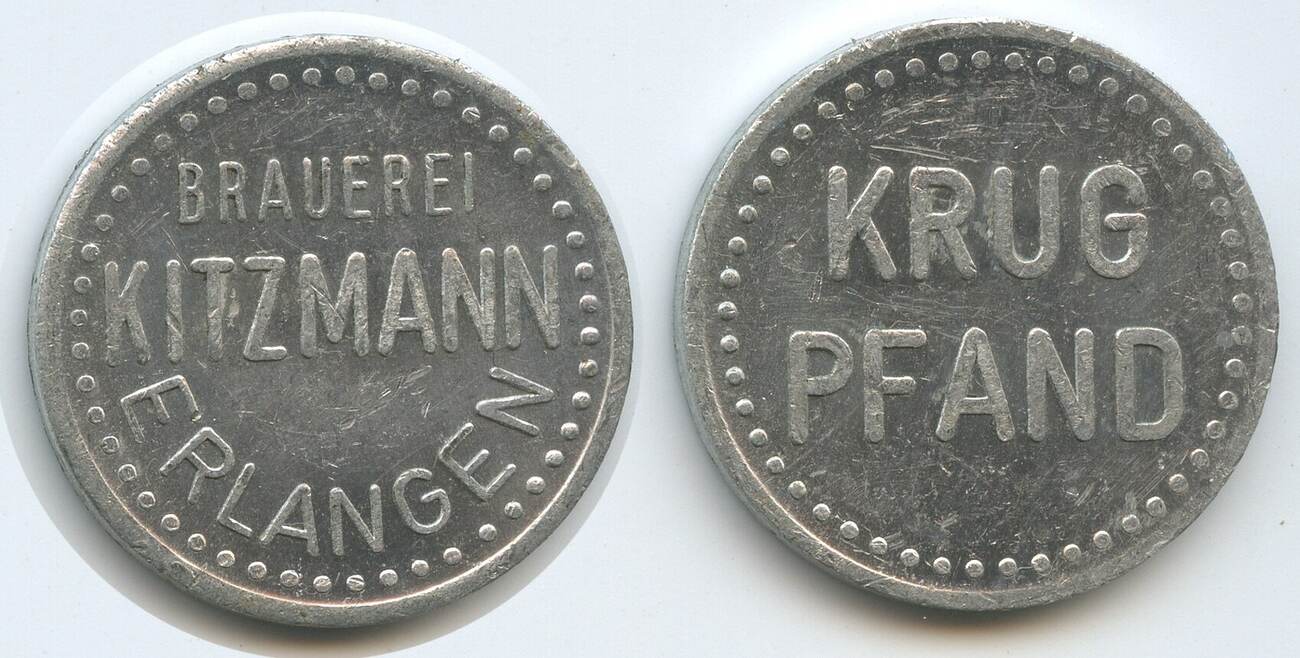 BRAUEREI
KITZMANN
ERLANGEN
KRUG
PFAND